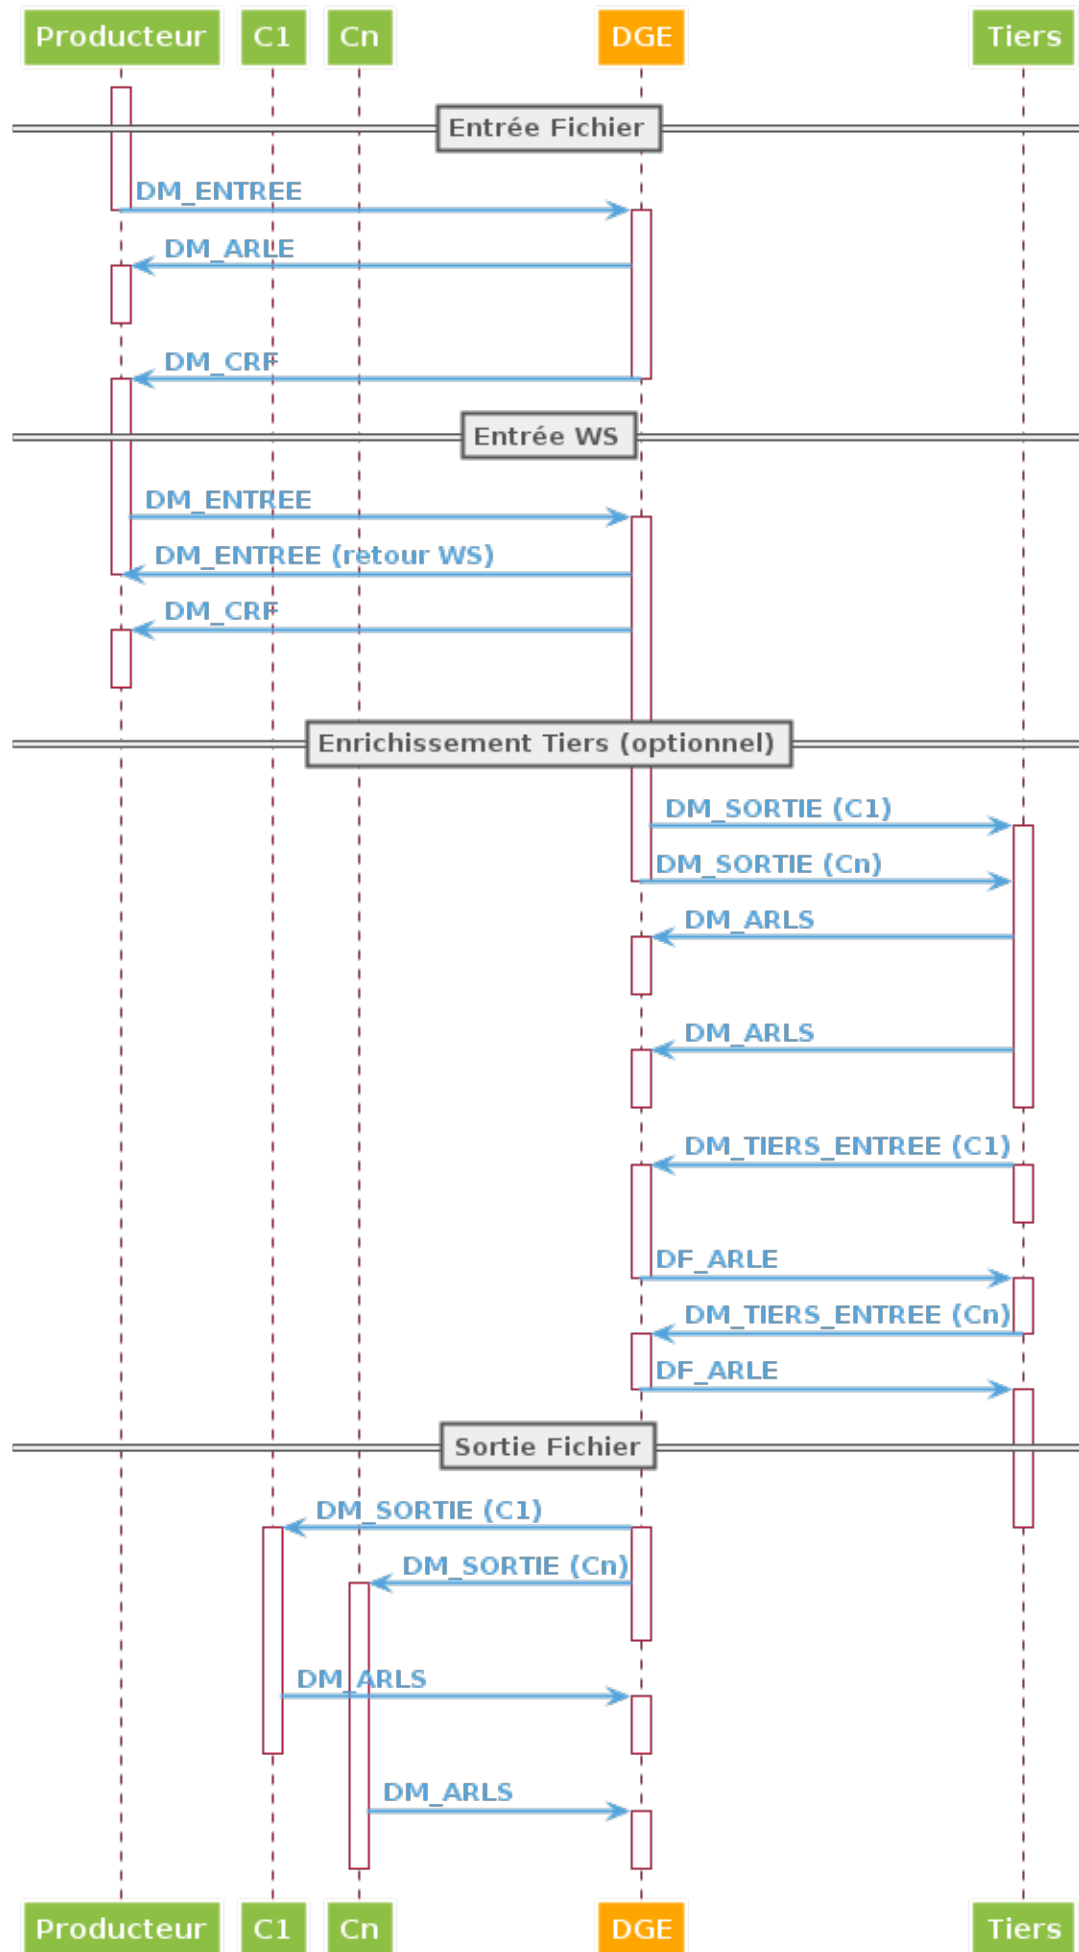 Producteur C1 Cn DGE Tiers
Entrée Fichier
DM_ENTREE
DM_ARLE
DM_CRF
Entrée WS
DM_ENTREE
DM_ENTREE (retour WS)
DM_CRF
Enrichissement Tiers (optionnel)
DM_SORTIE (C1)
DM_SORTIE (Cn)
DM_ARLS
DM_ARLS
DM_TIERS_ENTREE (C1)
DF_ARLE
DM_TIERS_ENTREE (Cn)
DF_ARLE
Sortie Fichier
DM_SORTIE (C1)
DM_SORTIE (Cn)
DM_ARLS
DM_ARLS
Producteur C1 Cn DGE Tiers